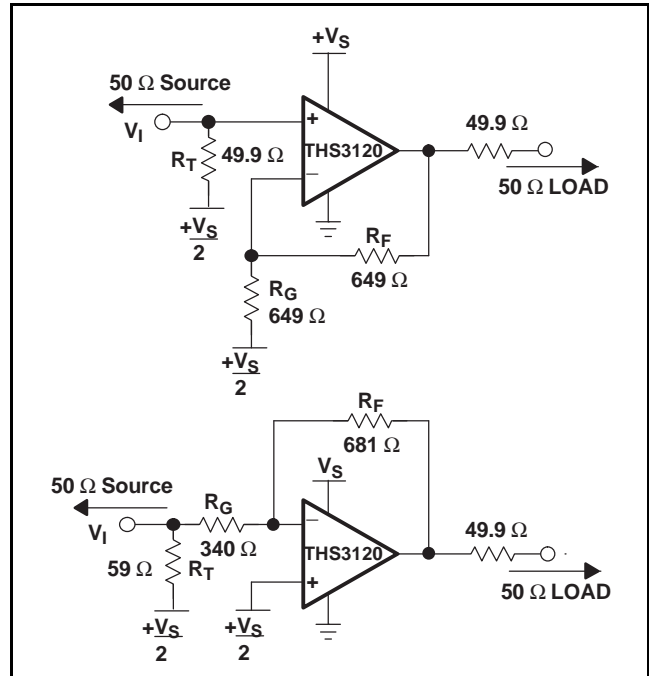 +VS
50 Ω Source
VI
+
THS3120
−
49.9 Ω
RT 49.9 Ω
50 Ω LOAD
+VS
2
RF
649 Ω
RG
649 Ω
+VS
2
RF
681 Ω
VS
50 Ω Source
RG
VI
340 Ω
−
THS3120
+
49.9 Ω
59 Ω RT
50 Ω LOAD
+VS
2
+VS
2